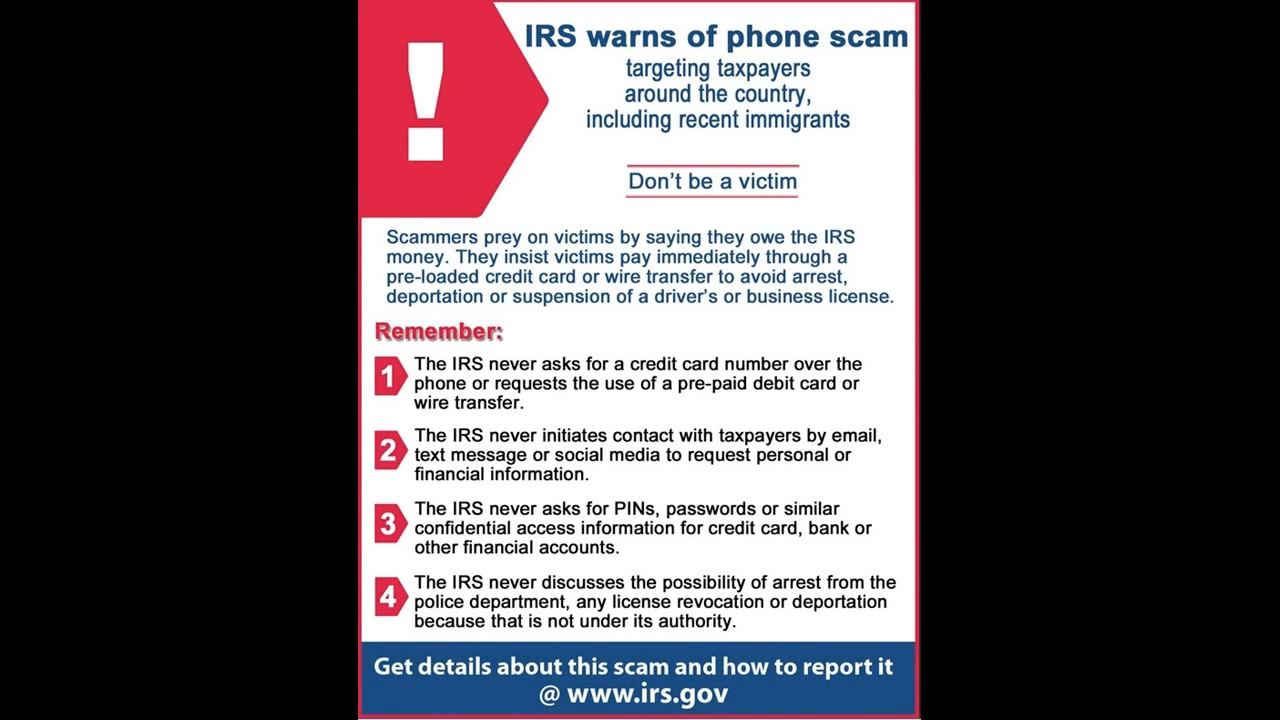 !
IRS warns of phone scam
targeting taxpayers
around the country,
including recent immigrants
Don't be a victim
Scammers prey on victims by saying they owe the IRS
money. They insist victims pay immediately through a
pre-loaded credit card or wire transfer to avoid arrest,
deportation or suspension of a driver's or business license.
Remember:
1 The IRS never asks for a credit card number over the
phone or requests the use of a pre-paid debit card or
wire transfer.
2 The IRS never initiates contact with taxpayers by email,
text message or social media to request personal or
financial information.
3 The IRS never asks for PINs, passwords or similar
confidential access information for credit card, bank or
other financial accounts.
4 The IRS never discusses the possibility of arrest from the
police department, any license revocation or deportation
because that is not under its authority.
Get details about this scam and how to report it
@ www.irs.gov